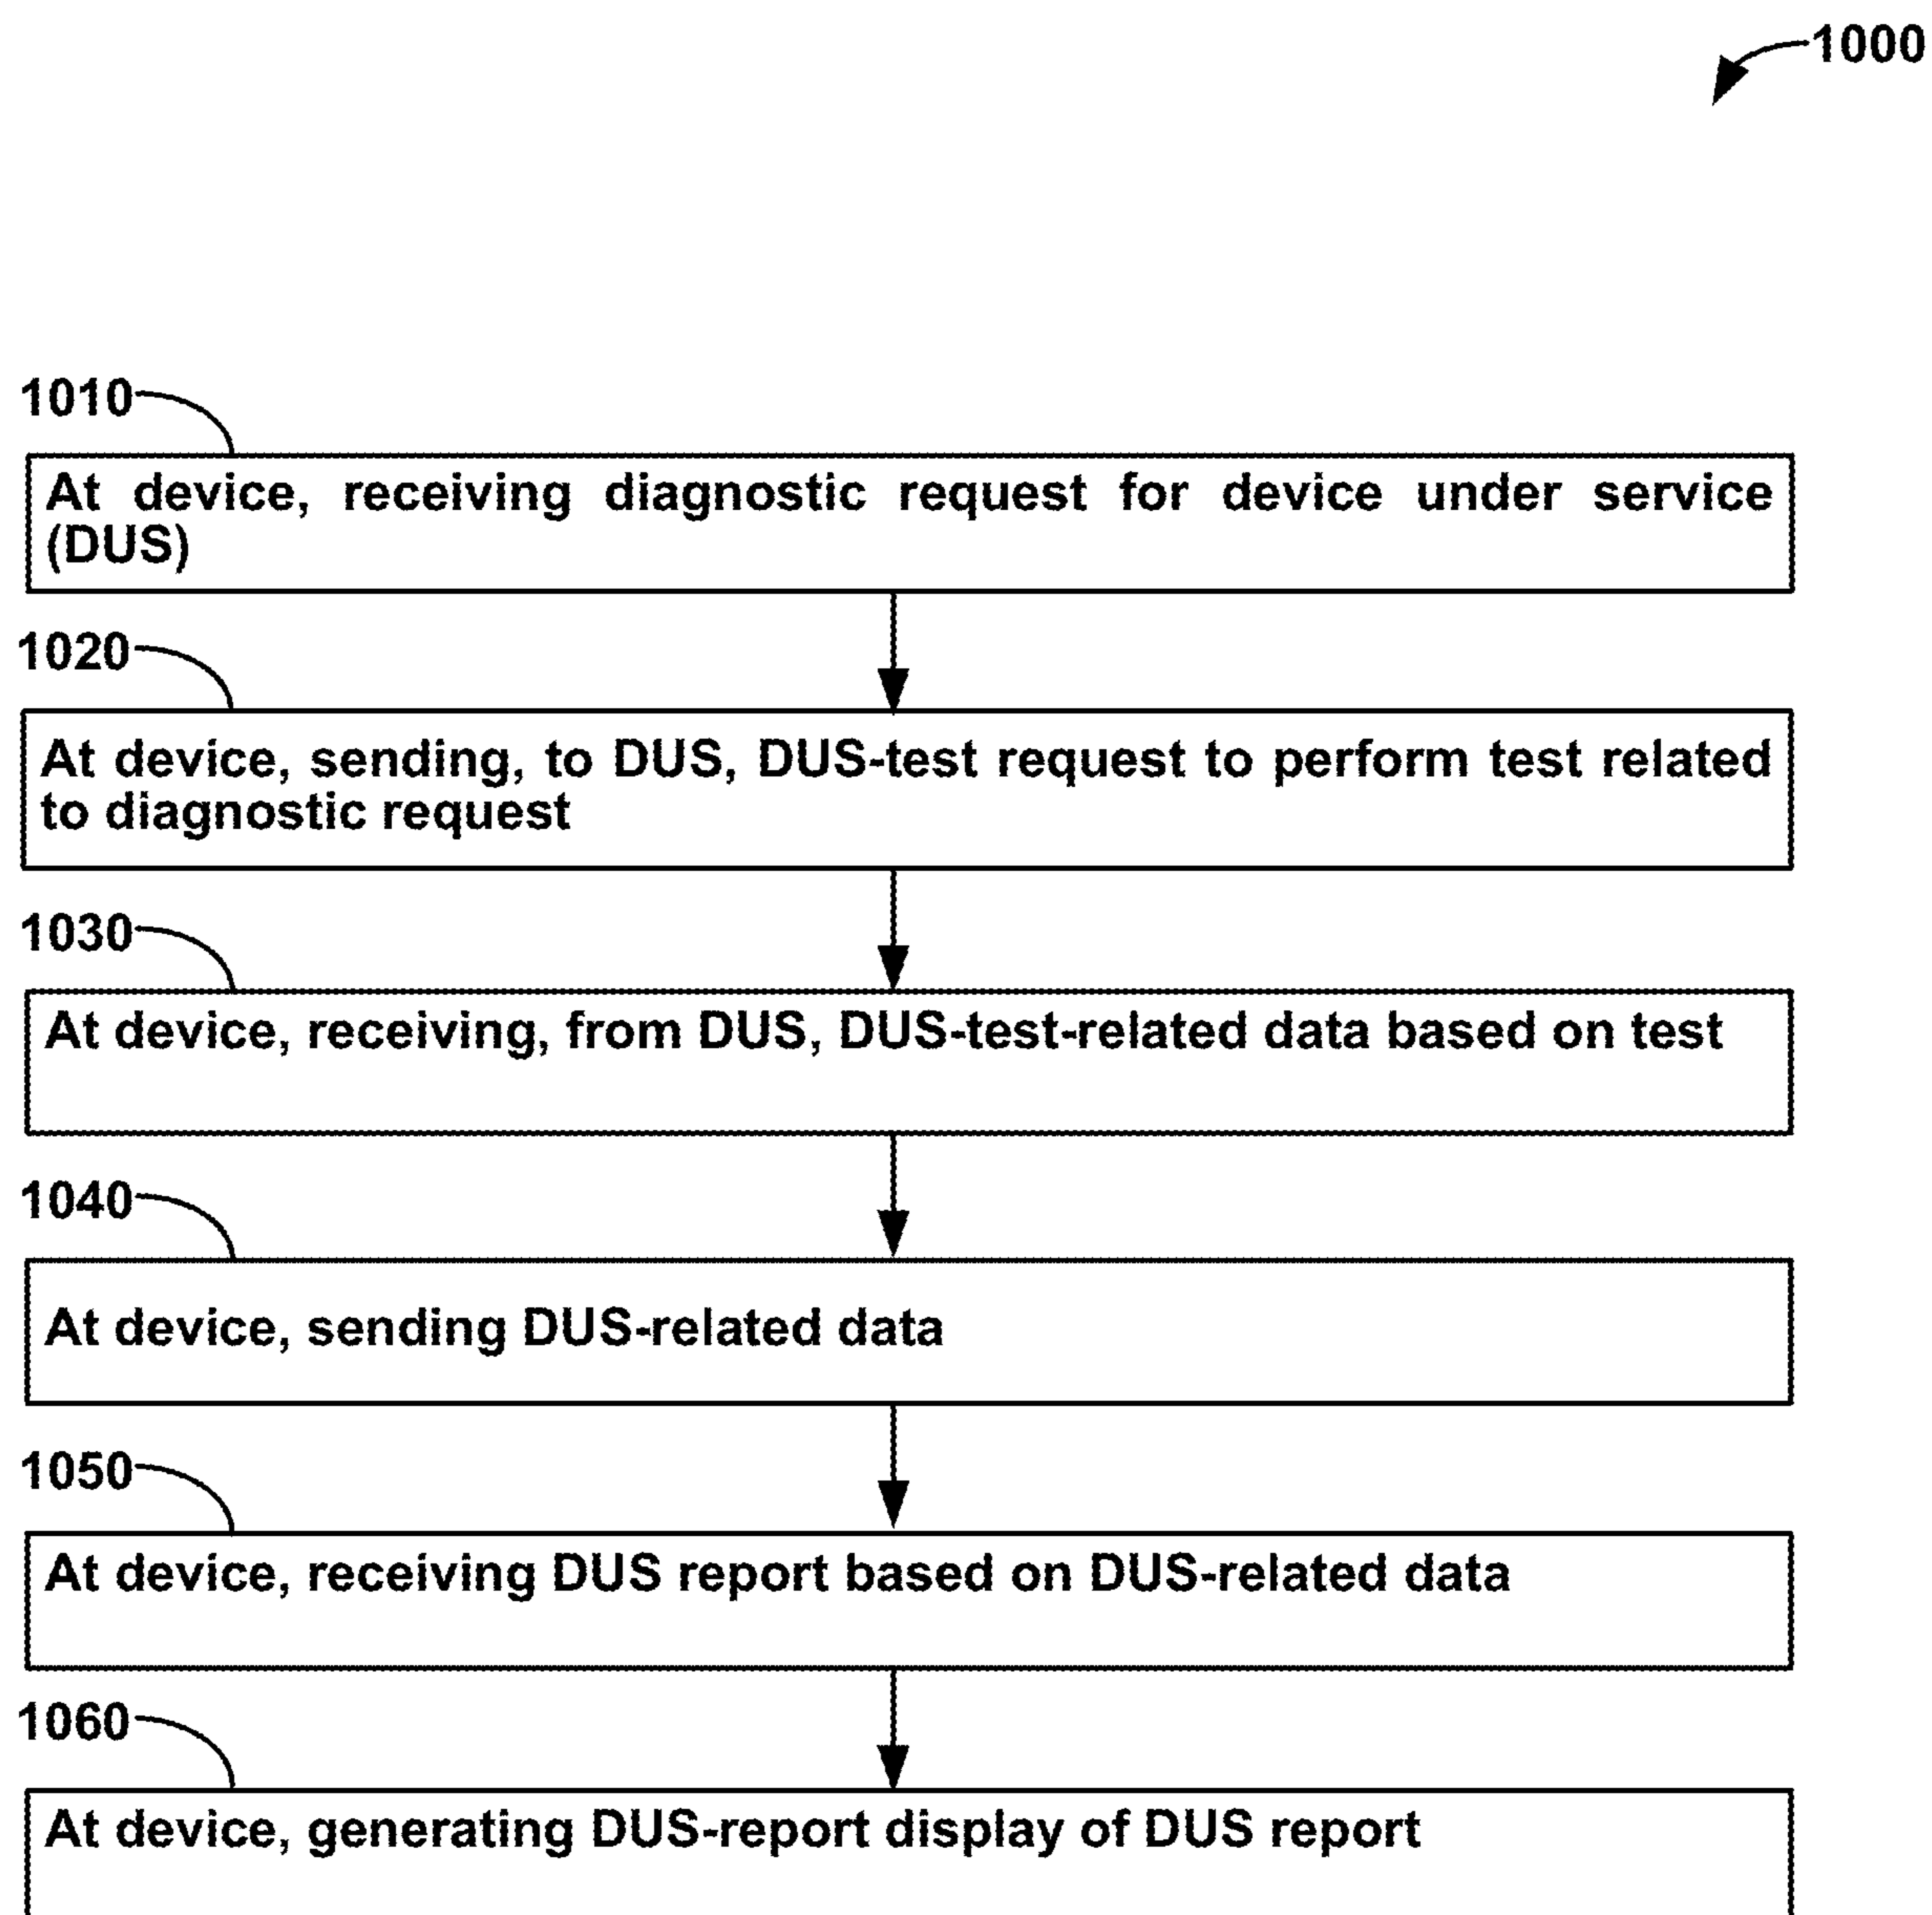 1000
1010
At device, receiving diagnostic request for device under service
(DUS)
1020
At device, sending, to DUS, DUS-test request to perform test related
to diagnostic request
1030
At device, receiving, from DUS, DUS-test-related data based on test
1040
At device, sending DUS-related data
1050
At device, receiving DUS report based on DUS-related data
1060
At device, generating DUS-report display of DUS report